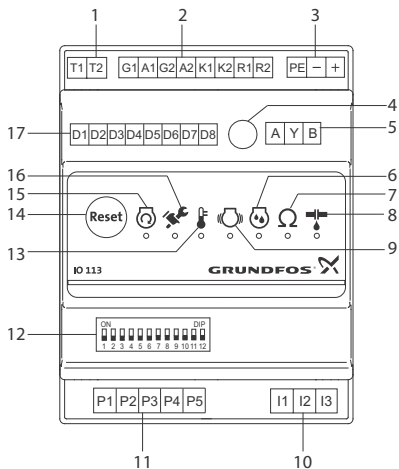 1 2 3
T1 T2 G1 A1 G2 A2 K1 K2 R1 R2 PE − +
4
17 D1 D2 D3 D4 D5 D6 D7 D8 A Y B 5
16 6
15 7
14 Reset 8
13 9
IO 113 GRUNDFOS
12 ON DIP
1 2 3 4 5 6 7 8 9 10 11 12
P1 P2 P3 P4 P5 I1 I2 I3
11 10